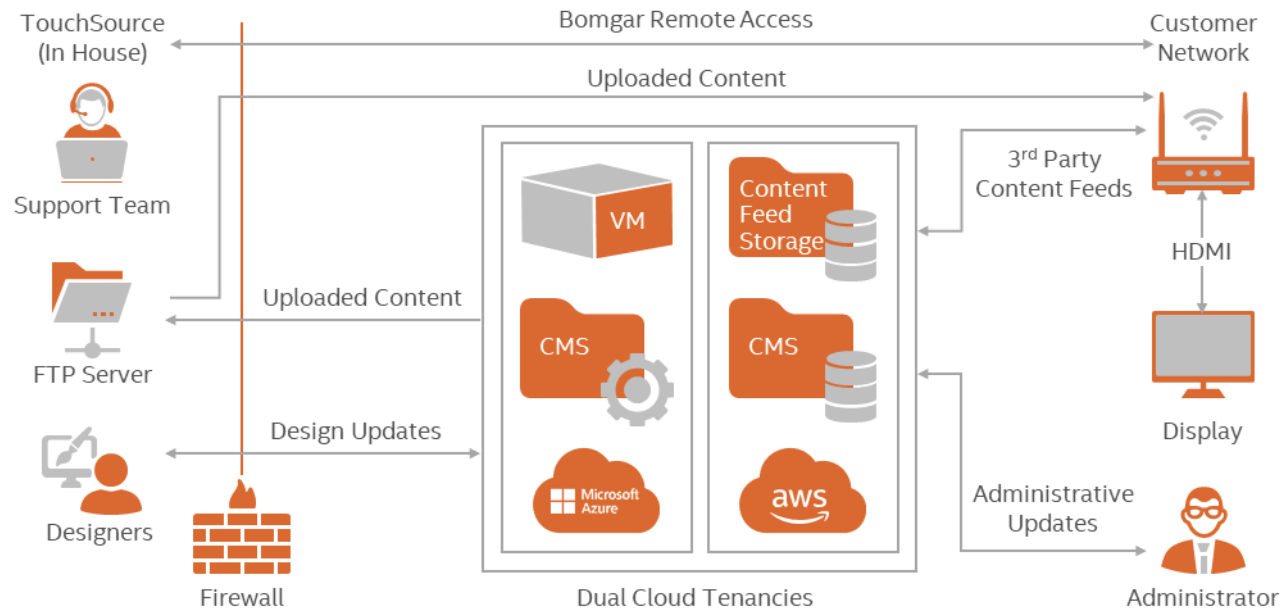 TouchSource
(In House)
Bomgar Remote Access
Customer
Network
Uploaded Content
Support Team
VM
Content
Feed
Storage
3rd Party
Content Feeds
HDMI
FTP Server
Uploaded Content
CMS
CMS
Display
Design Updates
Designers
Microsoft
Azure
aws
Administrative
Updates
Firewall
Dual Cloud Tenancies
Administrator